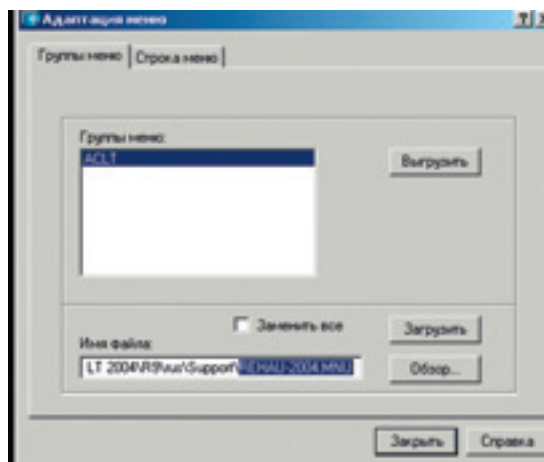 Адаптация меню
Группы меню Строка меню
Группы меню:
ACLT
Выгрузить
Заменить все
Загрузить
Имя файла:
LT 2004\R9\rus\Support\REHAU-2004.MNU
Обзор...
Закрыть
Справка